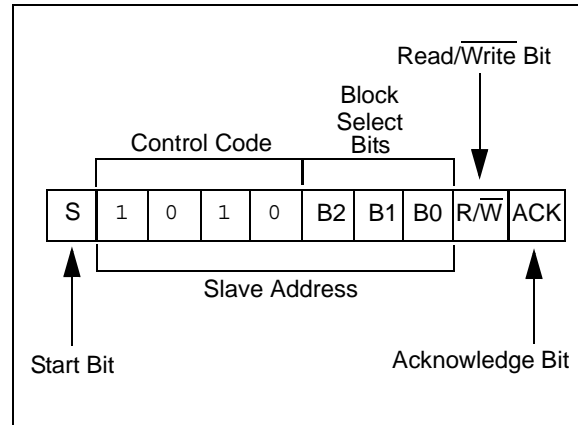 Read/Write Bit
Block
Select
Bits
Control Code
S 1 0 1 0 B2 B1 B0 R/W ACK
Slave Address
Start Bit
Acknowledge Bit